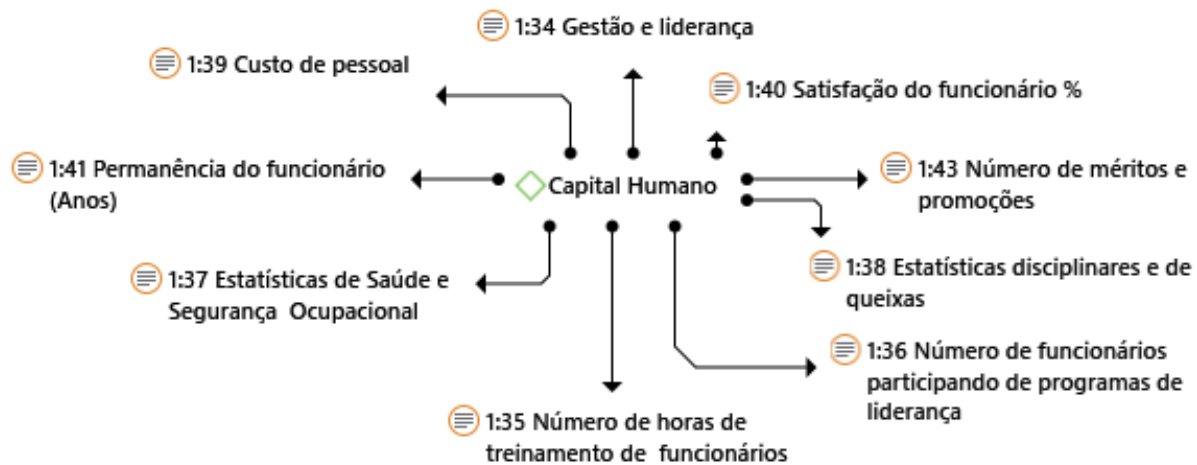 1:34 Gestão e liderança
1:39 Custo de pessoal
1:40 Satisfação do funcionário %
1:41 Permanência do funcionário
(Anos)
Capital Humano
1:43 Número de méritos e
promoções
1:37 Estatísticas de Saúde e
Segurança Ocupacional
1:38 Estatísticas disciplinares e de
queixas
1:36 Número de funcionários
participando de programas de
liderança
1:35 Número de horas de
treinamento de funcionários